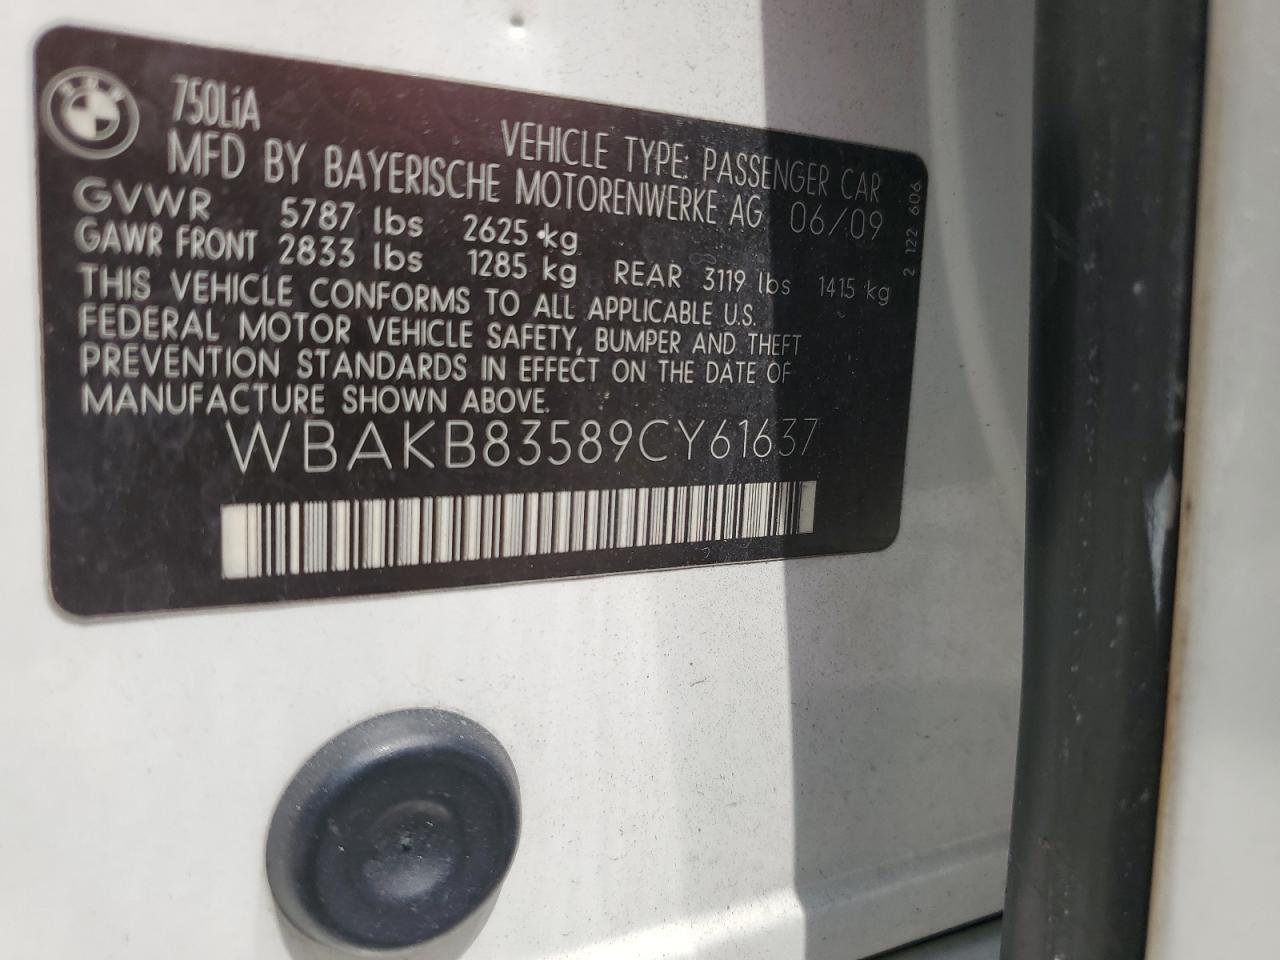 BMW
750LiA
VEHICLE TYPE: PASSENGER CAR
MFD BY BAYERISCHE MOTORENWERKE AG 06/09
GVWR 5787 lbs 2625 kg
GAWR FRONT 2833 lbs 1285 kg REAR 3119 lbs 1415 kg
THIS VEHICLE CONFORMS TO ALL APPLICABLE U.S.
FEDERAL MOTOR VEHICLE SAFETY, BUMPER AND THEFT
PREVENTION STANDARDS IN EFFECT ON THE DATE OF
MANUFACTURE SHOWN ABOVE.
WBAKB83589CY61637
2 122 606